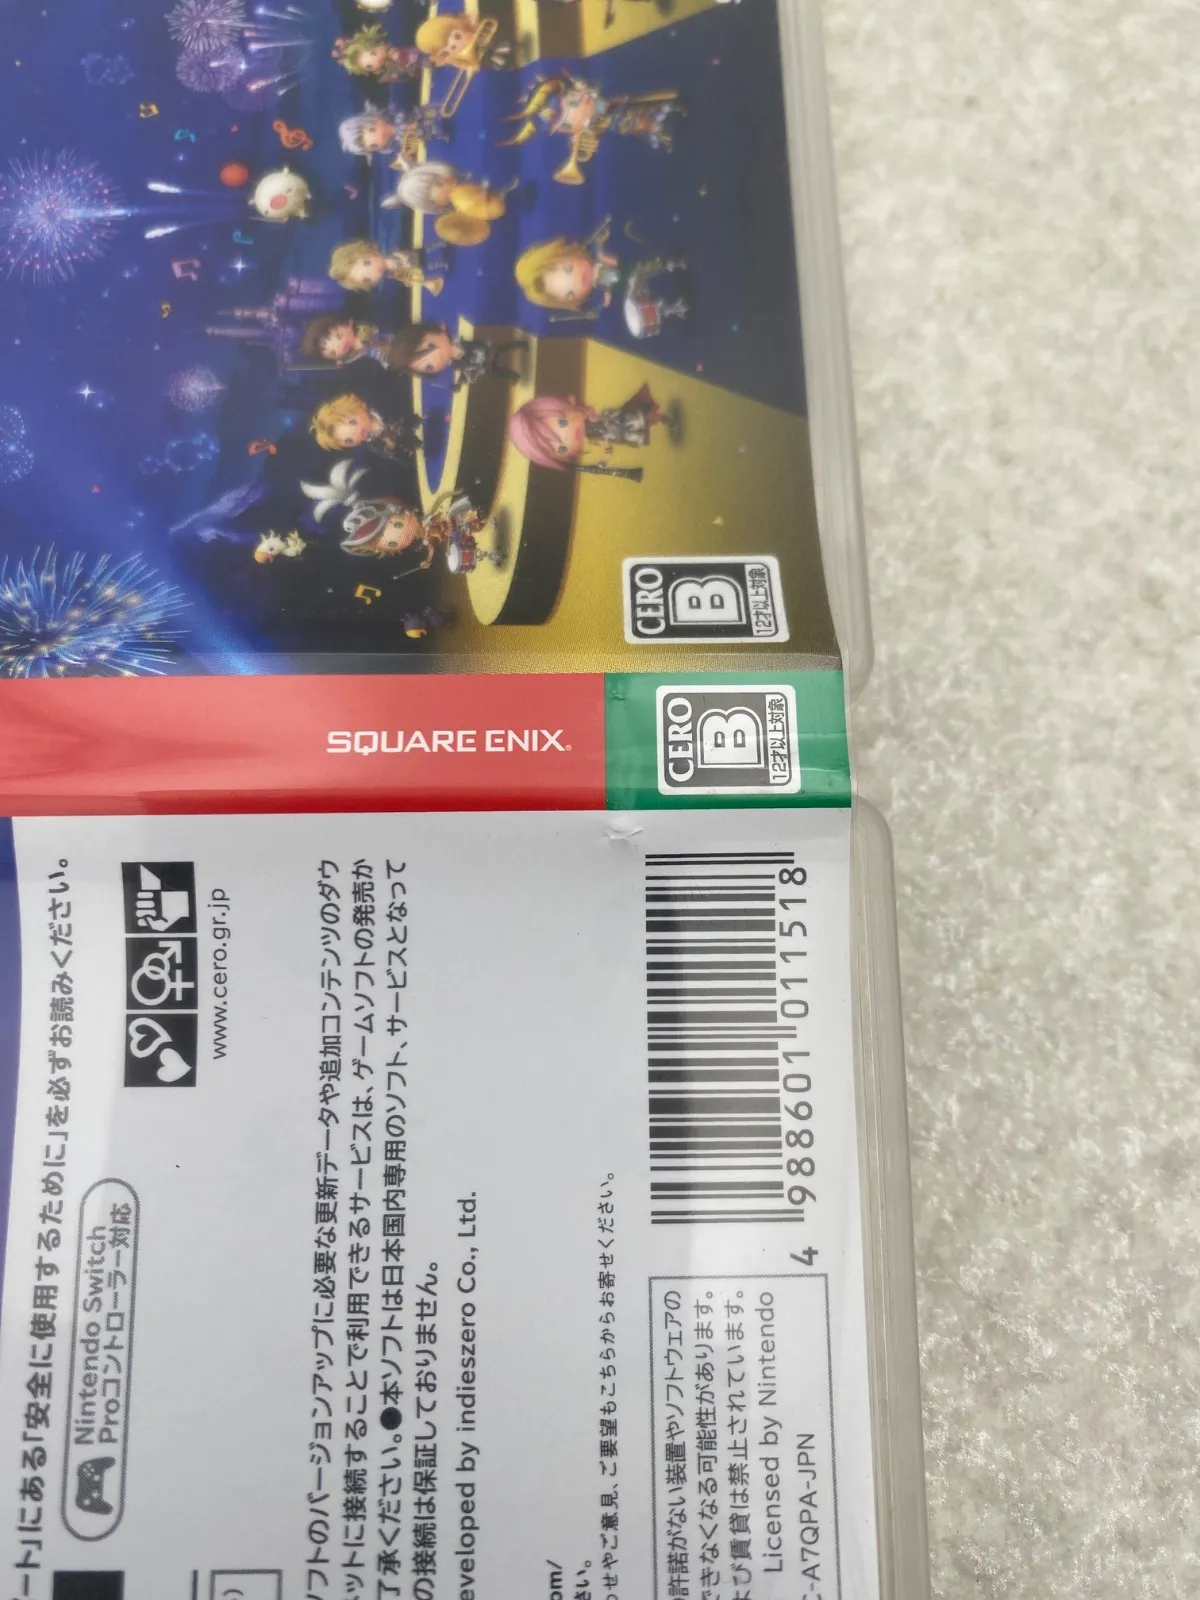 CERO
B
12才以上対象
SQUARE ENIX
CERO
B
12才以上対象
ート」にある「安全に使用するために」を必ずお読みください。
www.cero.gr.jp
Nintendo Switch
Proコントローラー対応
ソフトのバージョンアップに必要な更新データや追加コンテンツのダウ
ットに接続することで利用できるサービスは、ゲームソフトの発売か
了承ください。●本ソフトは日本国内専用のソフト、サービスとなって
の接続は保証しておりません。
eveloped by indieszero Co., Ltd.
om/
さい。
わせやご意見、ご要望もこちらからお寄せください。
4 988601 011518
許諾がない装置やソフトウェアの
できなくなる可能性があります。
よび賃貸は禁止されています。
Licensed by Nintendo
C-A7QPA-JPN